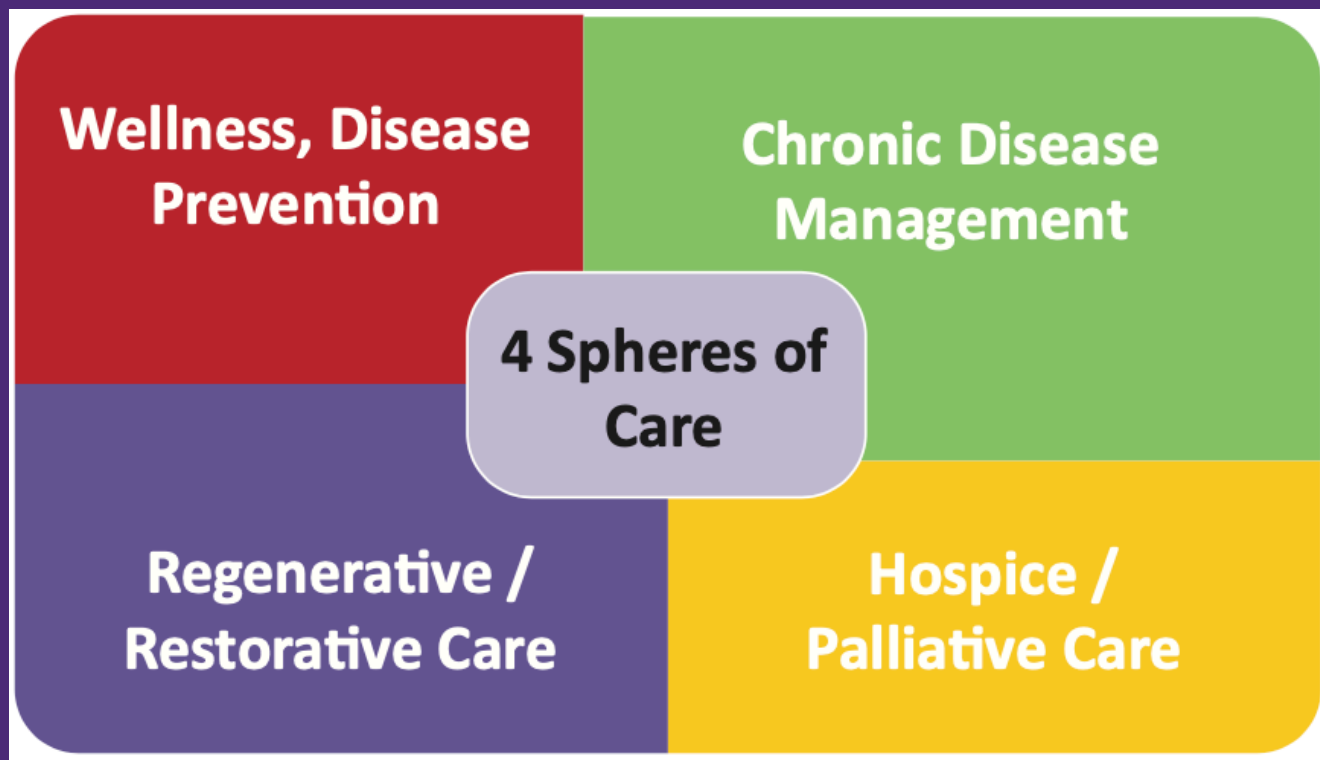 Wellness, Disease
Prevention
Chronic Disease
Management
4 Spheres of
Care
Regenerative /
Restorative Care
Hospice /
Palliative Care